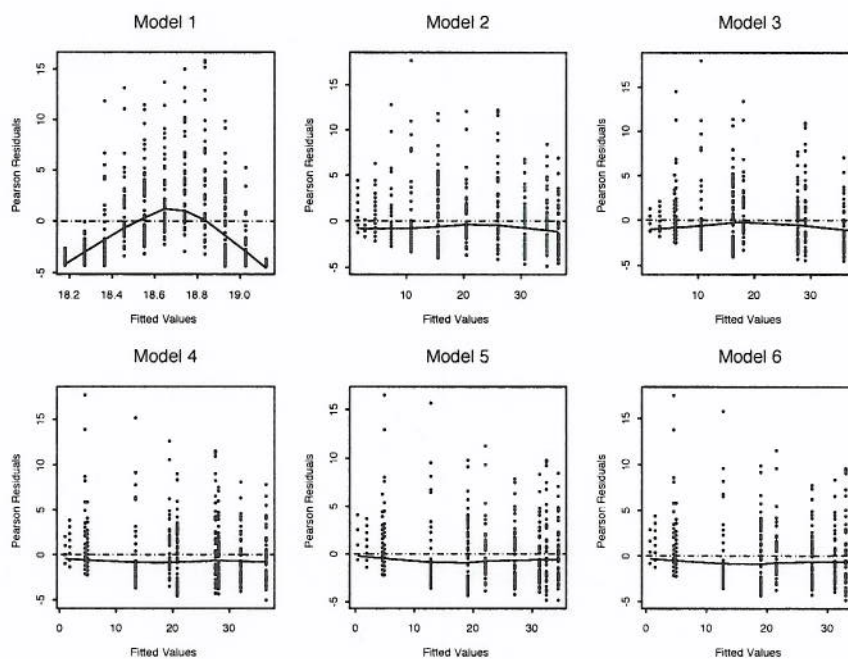 Model 1
Model 2
Model 3
Pearson Residuals
15
10
5
0
-5
18.2 18.4 18.6 18.8 19.0
Fitted Values
Pearson Residuals
15
10
5
0
-5
10 20 30
Fitted Values
Pearson Residuals
15
10
5
0
-5
10 20 30
Fitted Values
Model 4
Model 5
Model 6
Pearson Residuals
15
10
5
0
-5
0 10 20 30
Fitted Values
Pearson Residuals
15
10
5
0
-5
0 10 20 30
Fitted Values
Pearson Residuals
15
10
5
0
-5
0 10 20 30
Fitted Values